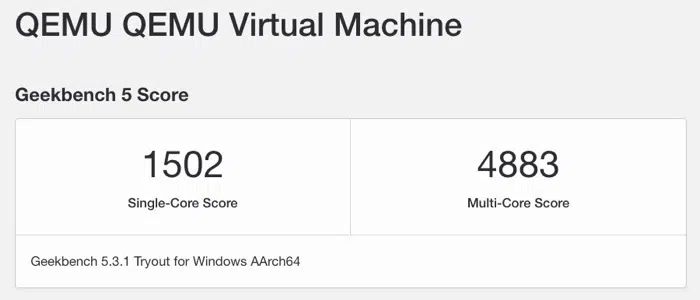 QEMU QEMU Virtual Machine
Geekbench 5 Score
1502
Single-Core Score
4883
Multi-Core Score
Geekbench 5.3.1 Tryout for Windows AArch64